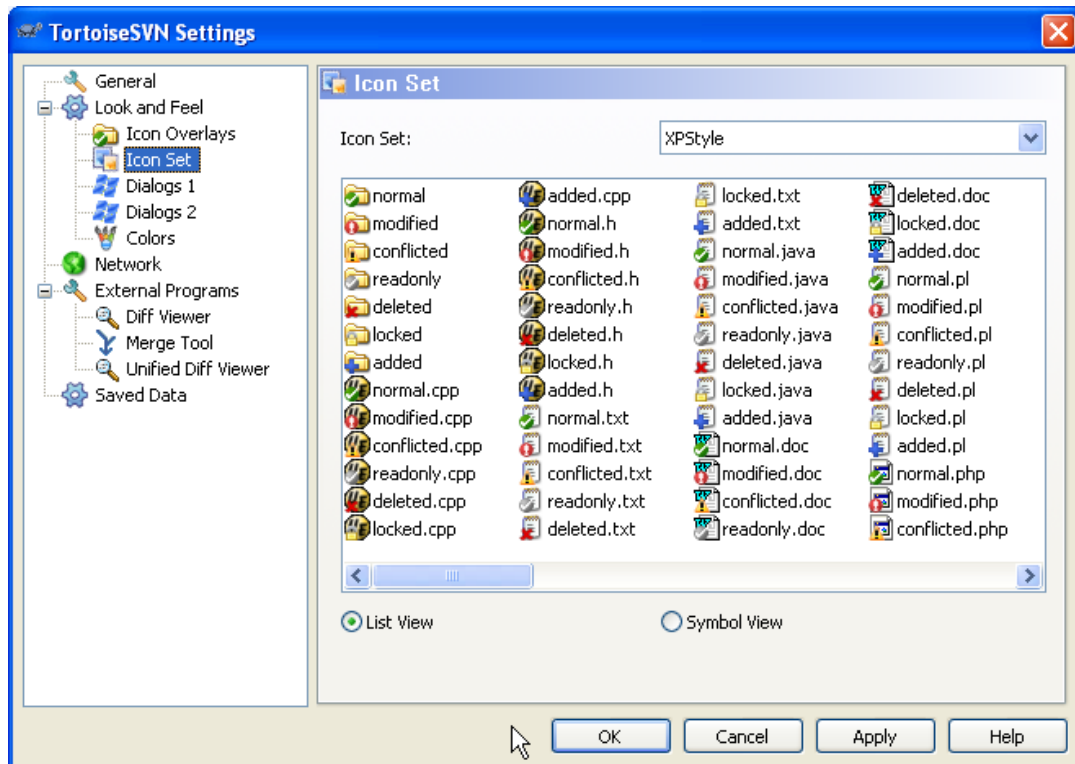 TortoiseSVN Settings
General
Look and Feel
Icon Overlays
Icon Set
Dialogs 1
Dialogs 2
Colors
Network
External Programs
Diff Viewer
Merge Tool
Unified Diff Viewer
Saved Data
Icon Set
Icon Set: XPStyle
normal added.cpp locked.txt deleted.doc
modified normal.h added.txt locked.doc
conflicted modified.h normal.java added.doc
readonly conflicted.h modified.java normal.pl
deleted readonly.h conflicted.java modified.pl
locked deleted.h readonly.java conflicted.pl
added locked.h deleted.java readonly.pl
normal.cpp added.h locked.java deleted.pl
modified.cpp normal.txt added.java locked.pl
conflicted.cpp modified.txt normal.doc added.pl
readonly.cpp conflicted.txt modified.doc normal.php
deleted.cpp readonly.txt conflicted.doc modified.php
locked.cpp deleted.txt readonly.doc conflicted.php
List View Symbol View
OK Cancel Apply Help